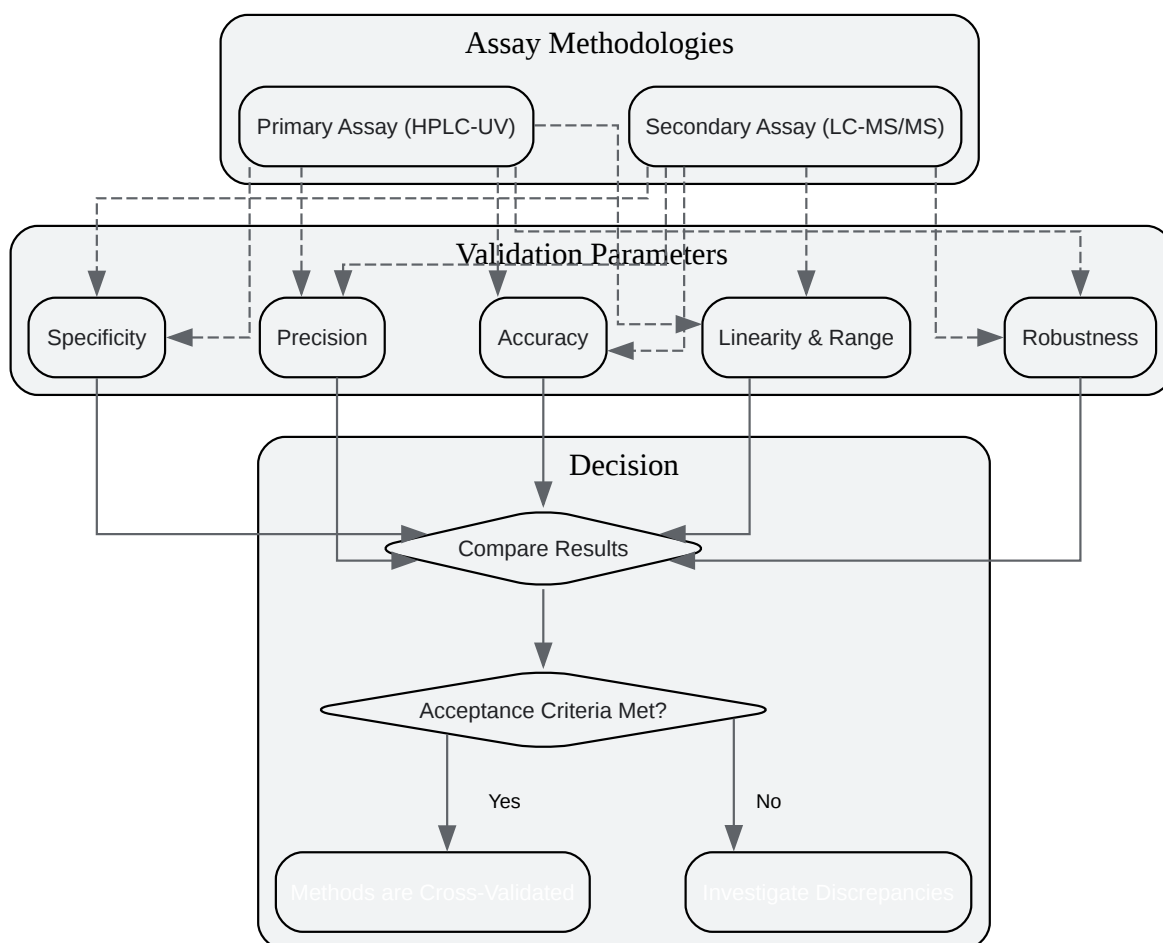 Assay Methodologies
Primary Assay (HPLC-UV)
Secondary Assay (LC-MS/MS)
Validation Parameters
Specificity
Precision
Accuracy
Linearity & Range
Robustness
Decision
Compare Results
Acceptance Criteria Met?
Yes
No
Methods are Cross-Validated
Investigate Discrepancies